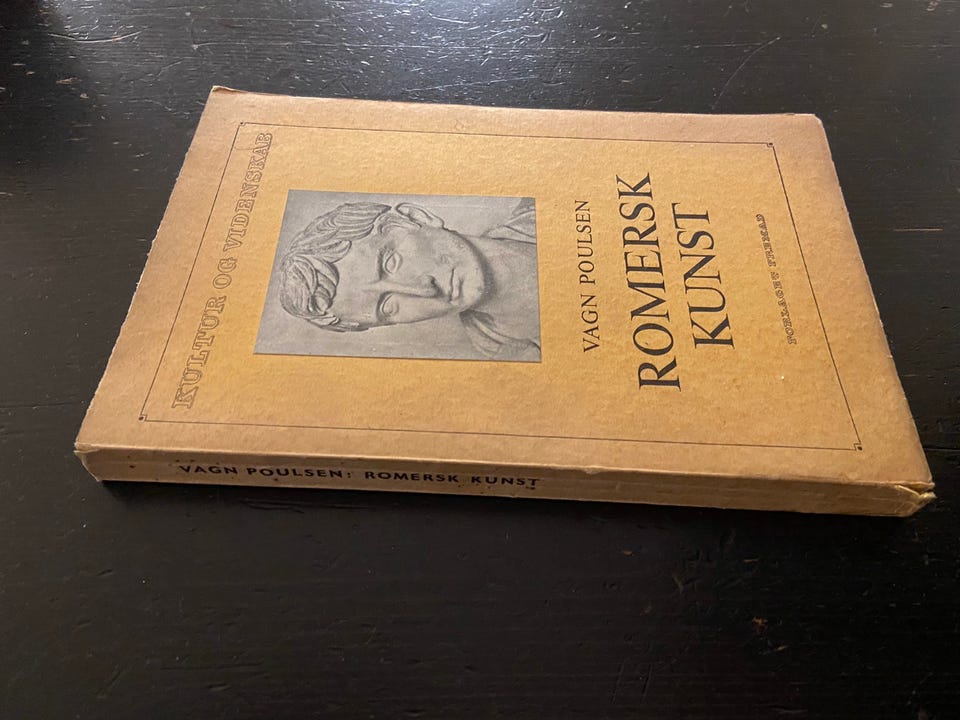 KULTUR OG VIDENSKAB
VAGN POULSEN
ROMERSK
KUNST
FORLAGET FREMAD
VAGN POULSEN: ROMERSK KUNST